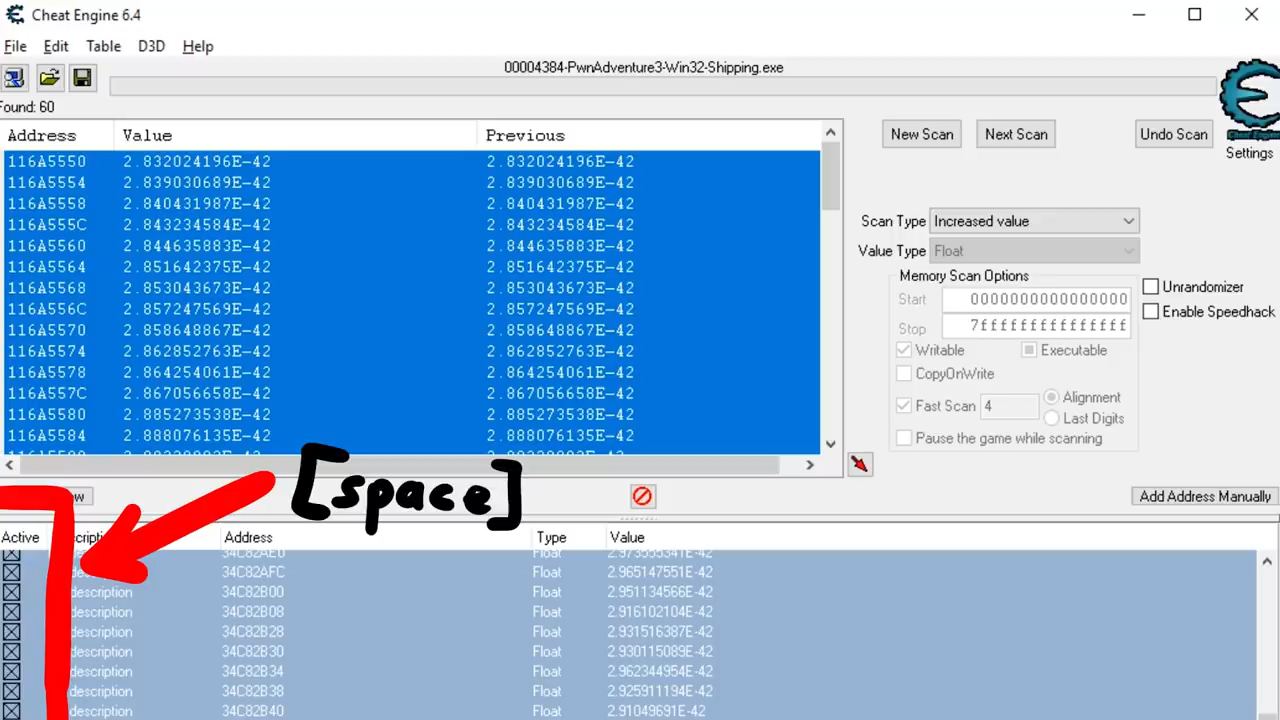 Cheat Engine 6.4
File Edit Table D3D Help
00004384-PwnAdventure3-Win32-Shipping.exe
Found: 60
Address Value Previous
116A5550 2.832024196E-42 2.832024196E-42
116A5554 2.839030689E-42 2.839030689E-42
116A5558 2.840431987E-42 2.840431987E-42
116A555C 2.843234584E-42 2.843234584E-42
116A5560 2.844635883E-42 2.844635883E-42
116A5564 2.851642375E-42 2.851642375E-42
116A5568 2.853043673E-42 2.853043673E-42
116A556C 2.857247569E-42 2.857247569E-42
116A5570 2.858648867E-42 2.858648867E-42
116A5574 2.862852763E-42 2.862852763E-42
116A5578 2.864254061E-42 2.864254061E-42
116A557C 2.867056658E-42 2.867056658E-42
116A5580 2.885273538E-42 2.885273538E-42
116A5584 2.888076135E-42 2.888076135E-42
New Scan Next Scan Undo Scan
Settings
Scan Type Increased value
Value Type Float
Memory Scan Options
Start 0000000000000000
Stop 7fffffffffffffff
Writable Executable
CopyOnWrite
Fast Scan 4 Alignment
Last Digits
Pause the game while scanning
Unrandomizer
Enable Speedhack
[space]
Add Address Manually
Active Address Type Value
34C82AE0 Float 2.973555341E-42
34C82AFC Float 2.965147551E-42
description 34C82B00 Float 2.951134566E-42
description 34C82B08 Float 2.916102104E-42
description 34C82B28 Float 2.931516387E-42
description 34C82B30 Float 2.930115089E-42
description 34C82B34 Float 2.962344954E-42
description 34C82B38 Float 2.925911194E-42
description 34C82B40 Float 2.91049691E-42